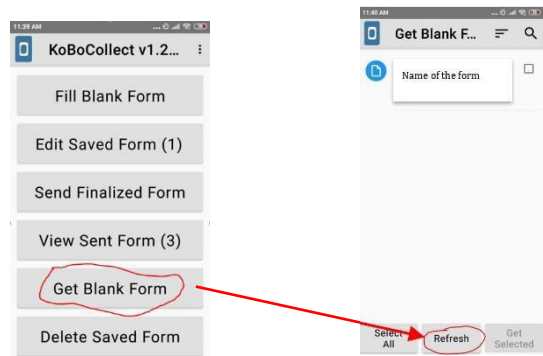 11:39 AM
KoBoCollect v1.2...
Fill Blank Form
Edit Saved Form (1)
Send Finalized Form
View Sent Form (3)
Get Blank Form
Delete Saved Form
11:40 AM
Get Blank F...
Name of the form
Select
All
Refresh
Get
Selected